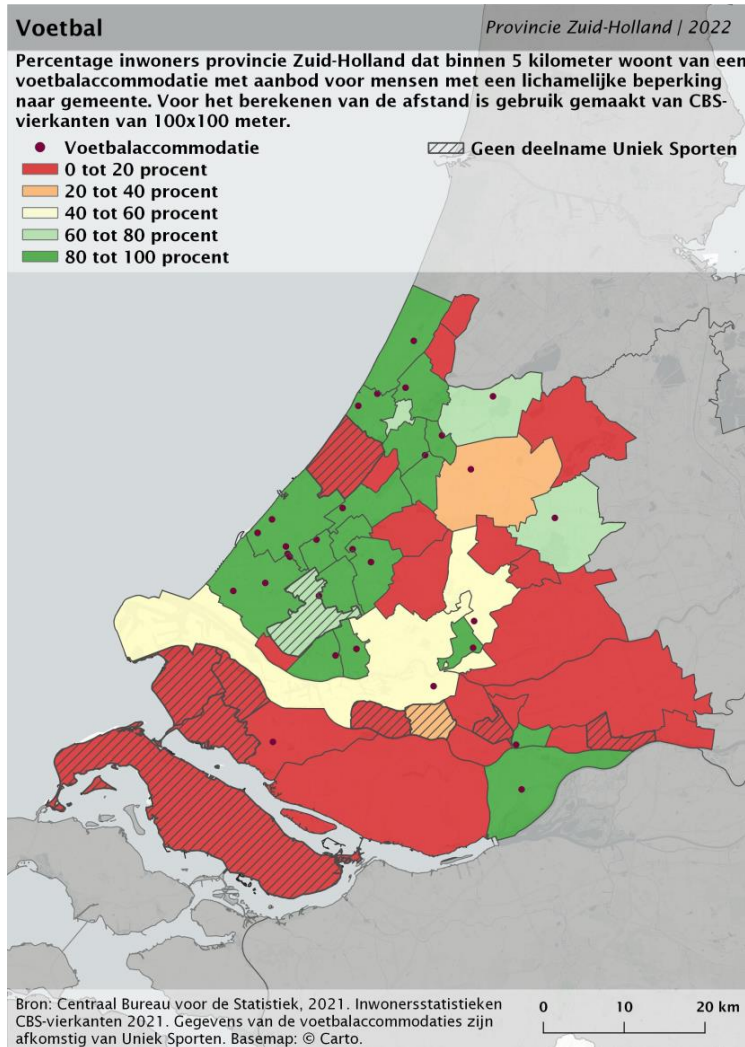 Voetbal
Provincie Zuid-Holland | 2022
Percentage inwoners provincie Zuid-Holland dat binnen 5 kilometer woont van een
voetbalaccommodatie met aanbod voor mensen met een lichamelijke beperking
naar gemeente. Voor het berekenen van de afstand is gebruik gemaakt van CBS-
vierkanten van 100x100 meter.
Voetbalaccommodatie
Geen deelname Uniek Sporten
0 tot 20 procent
20 tot 40 procent
40 tot 60 procent
60 tot 80 procent
80 tot 100 procent
Bron: Centraal Bureau voor de Statistiek, 2021. Inwonersstatistieken
CBS-vierkanten 2021. Gegevens van de voetbalaccommodaties zijn
afkomstig van Uniek Sporten. Basemap: © Carto.
0 10 20 km